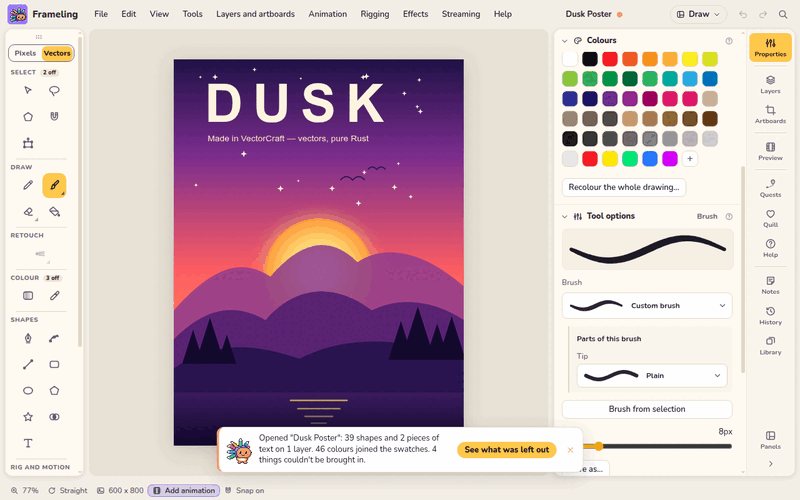 Frameling
File Edit View Tools Layers and artboards Animation Rigging Effects Streaming Help
Dusk Poster
Draw
Pixels Vectors
SELECT 2 off
DRAW
RETOUCH
COLOUR 3 off
SHAPES
RIG AND MOTION
DUSK
Made in VectorCraft — vectors, pure Rust
Colours
Recolour the whole drawing...
Tool options Brush
Brush
Custom brush
Parts of this brush
Tip
Plain
Brush from selection
8px
Properties
Layers
Artboards
Preview
Quests
Quill
Help
Notes
History
Library
Panels
Opened "Dusk Poster": 39 shapes and 2 pieces of
text on 1 layer. 46 colours joined the swatches. 4
things couldn't be brought in.
See what was left out
77% Straight 600 x 800 Add animation Snap on